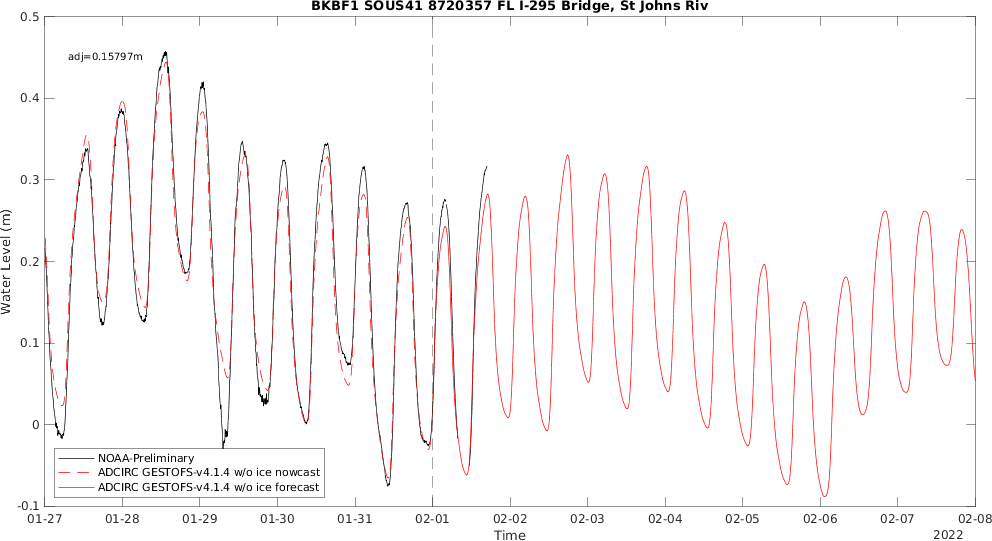 BKBF1 SOUS41 8720357 FL I-295 Bridge, St Johns Riv
adj=0.15797m
0.5
0.4
0.3
0.2
0.1
0
-0.1
Water Level (m)
NOAA-Preliminary
ADCIRC GESTOFS-v4.1.4 w/o ice nowcast
ADCIRC GESTOFS-v4.1.4 w/o ice forecast
01-27 01-28 01-29 01-30 01-31 02-01 02-02 02-03 02-04 02-05 02-06 02-07 02-08
Time
2022